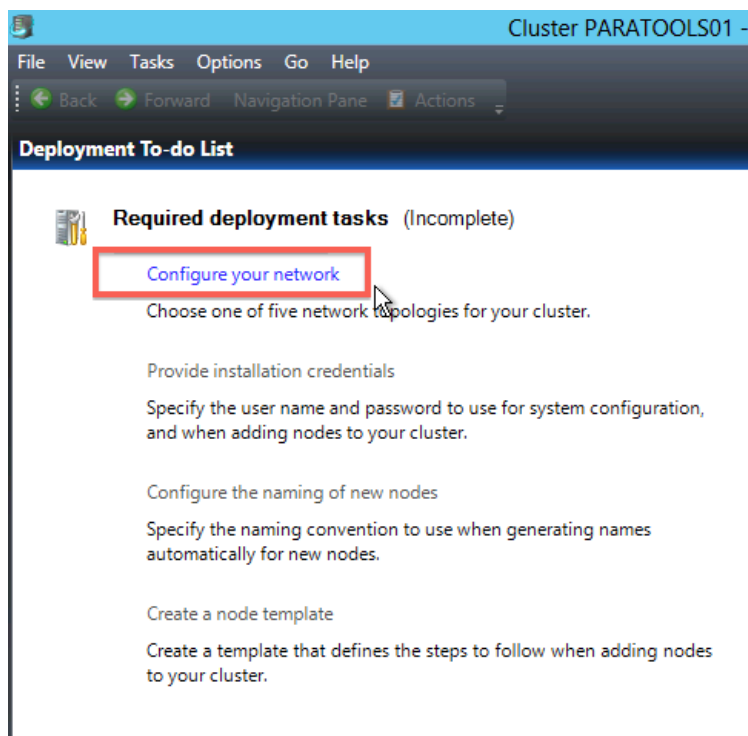 Cluster PARATOOLS01 -
File View Tasks Options Go Help
Back Forward Navigation Pane Actions
Deployment To-do List
Required deployment tasks (Incomplete)
Configure your network
Choose one of five network topologies for your cluster.
Provide installation credentials
Specify the user name and password to use for system configuration,
and when adding nodes to your cluster.
Configure the naming of new nodes
Specify the naming convention to use when generating names
automatically for new nodes.
Create a node template
Create a template that defines the steps to follow when adding nodes
to your cluster.